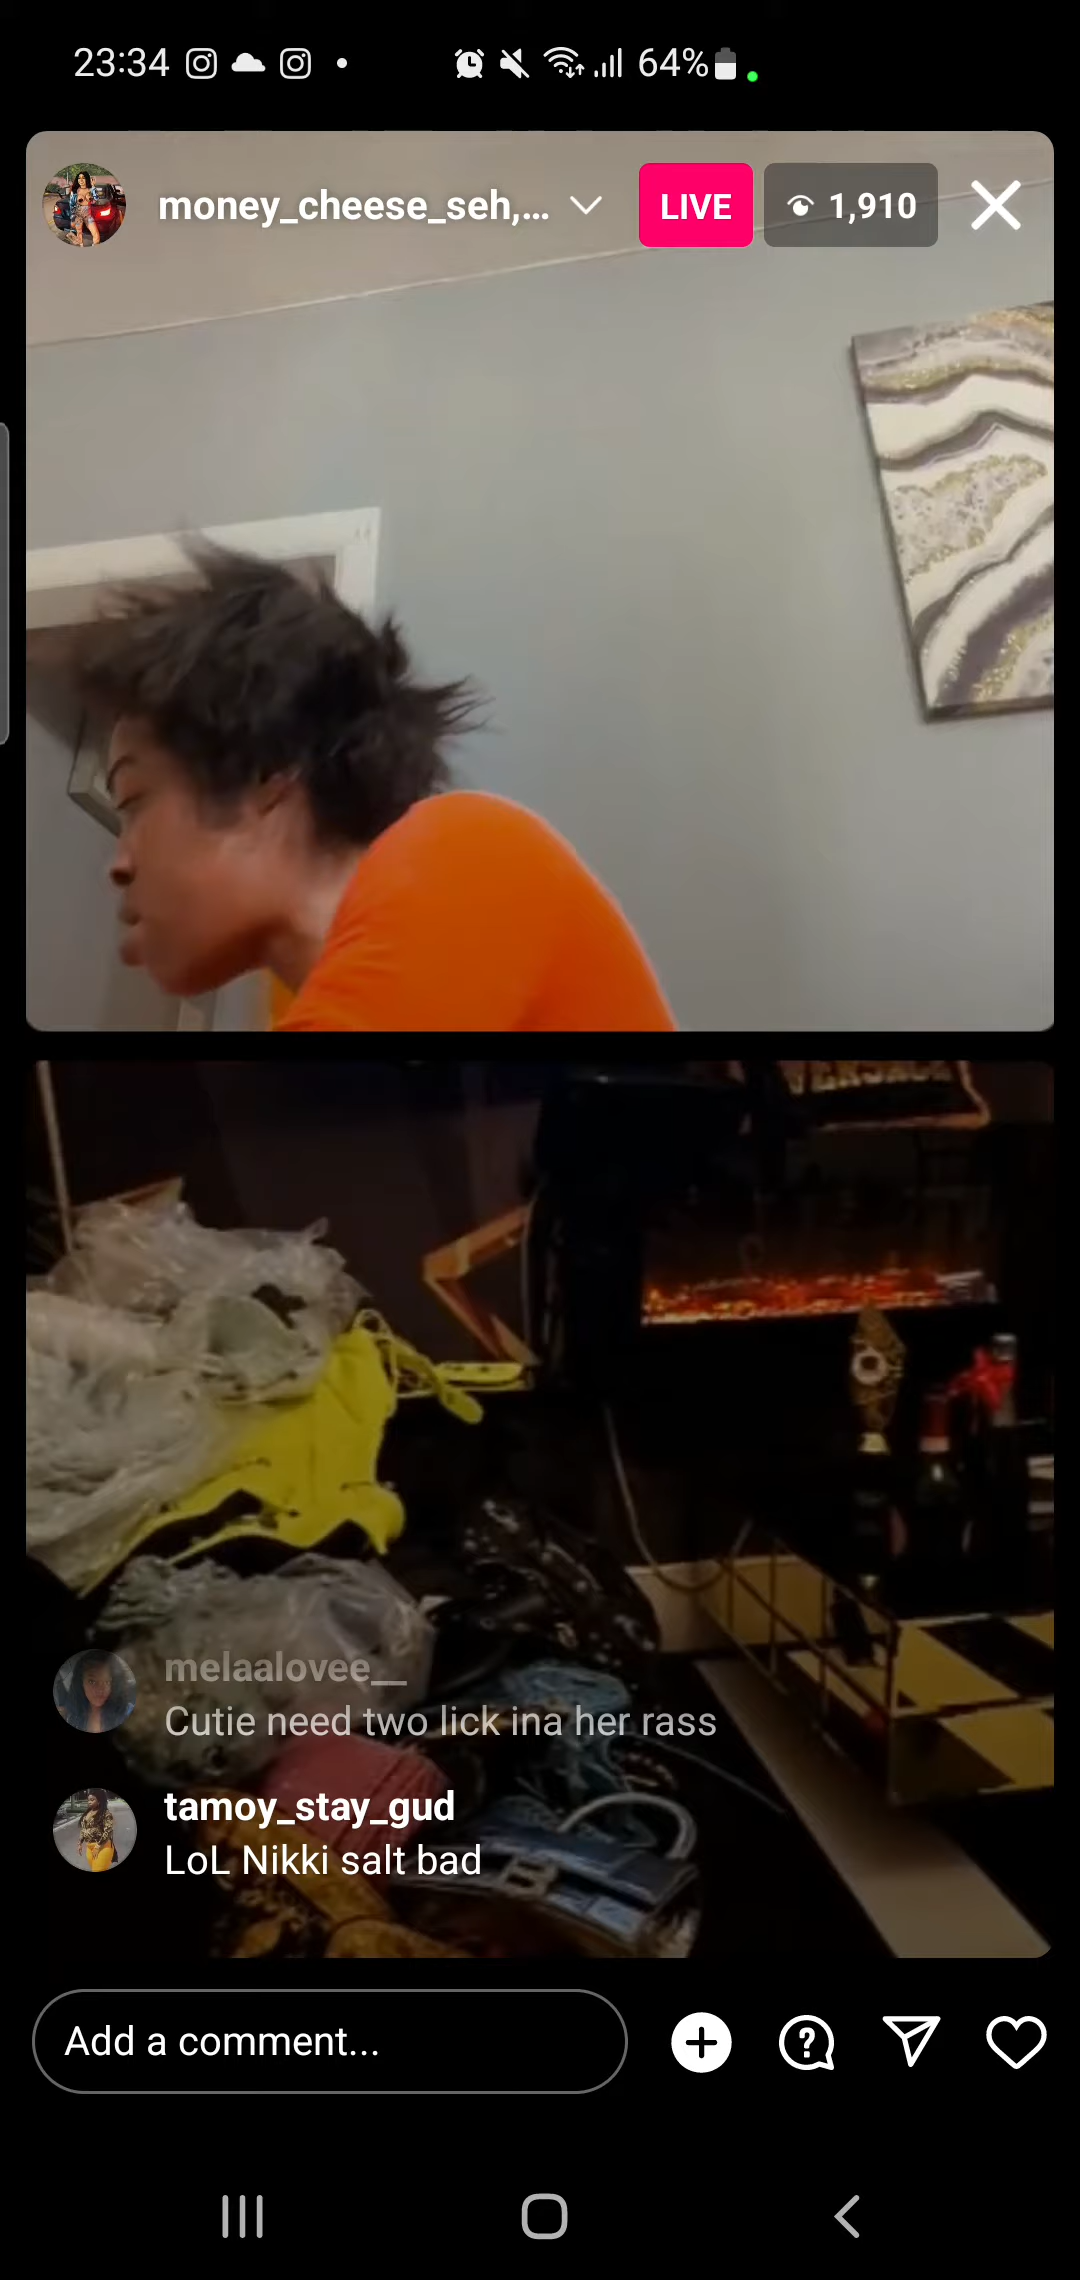 23:34 64%
money_cheese_seh,... LIVE 1,910
melaalovee__
Cutie need two lick ina her rass
tamoy_stay_gud
LoL Nikki salt bad
Add a comment...